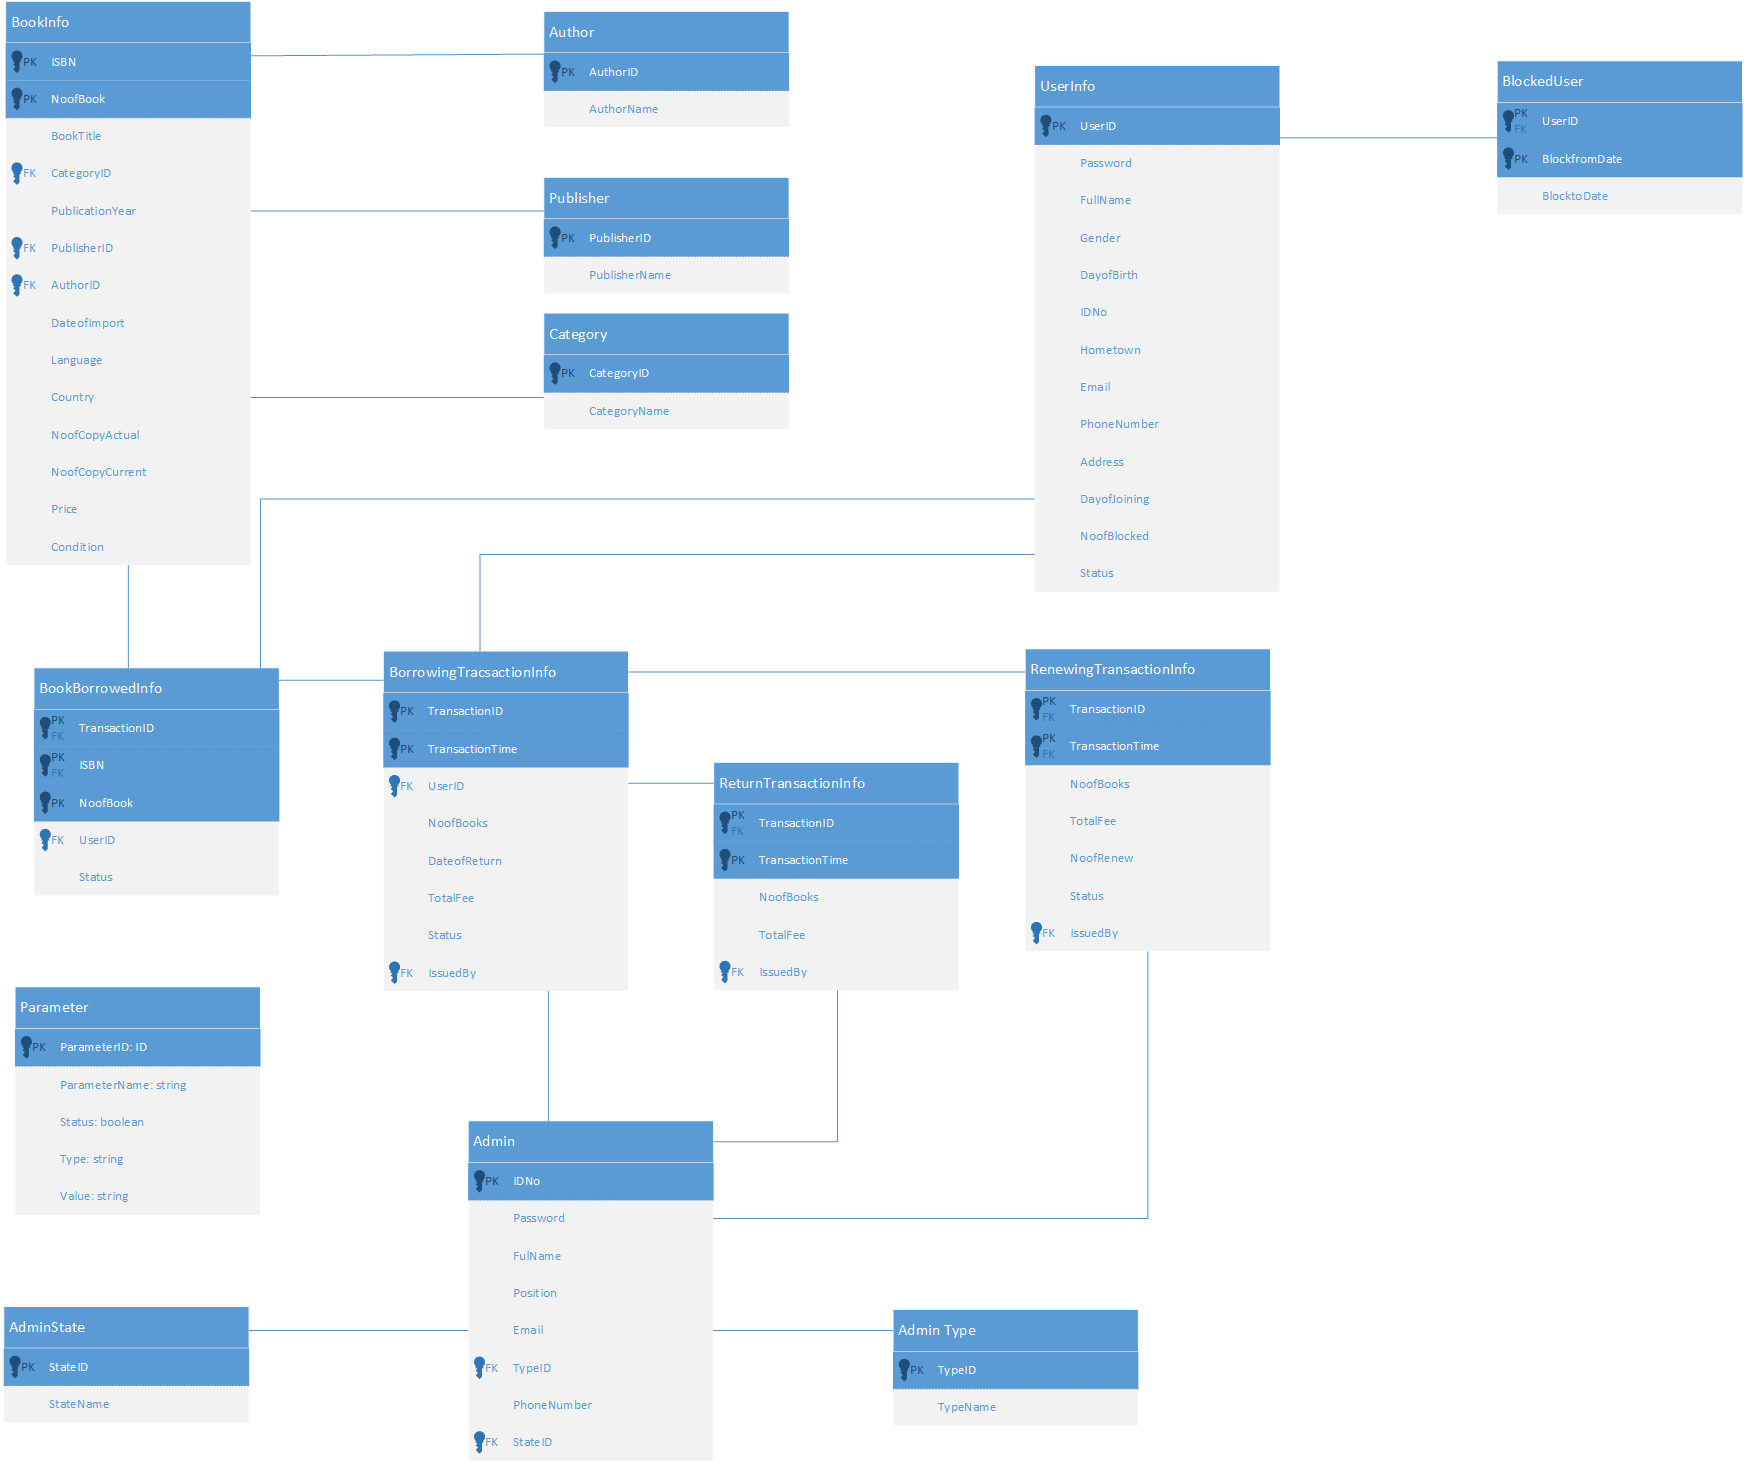 BookInfo
PK ISBN
PK NoofBook
BookTitle
FK CategoryID
PublicationYear
FK PublisherID
FK AuthorID
DateofImport
Language
Country
NoofCopyActual
NoofCopyCurrent
Price
Condition
Author
PK AuthorID
AuthorName
Publisher
PK PublisherID
PublisherName
Category
PK CategoryID
CategoryName
UserInfo
PK UserID
Password
FullName
Gender
DayofBirth
IDNo
Hometown
Email
PhoneNumber
Address
DayofJoining
NoofBlocked
Status
BlockedUser
PK FK UserID
PK BlockfromDate
BlocktoDate
BookBorrowedInfo
PK FK TransactionID
PK FK ISBN
PK NoofBook
FK UserID
Status
BorrowingTracsactionInfo
PK TransactionID
PK TransactionTime
FK UserID
NoofBooks
DateofReturn
TotalFee
Status
FK IssuedBy
ReturnTransactionInfo
PK FK TransactionID
PK TransactionTime
NoofBooks
TotalFee
FK IssuedBy
RenewingTransactionInfo
PK FK TransactionID
PK FK TransactionTime
NoofBooks
TotalFee
NoofRenew
Status
FK IssuedBy
Parameter
PK ParameterID: ID
ParameterName: string
Status: boolean
Type: string
Value: string
Admin
PK IDNo
Password
FulName
Position
Email
FK TypeID
PhoneNumber
FK StateID
AdminState
PK StateID
StateName
Admin Type
PK TypeID
TypeName